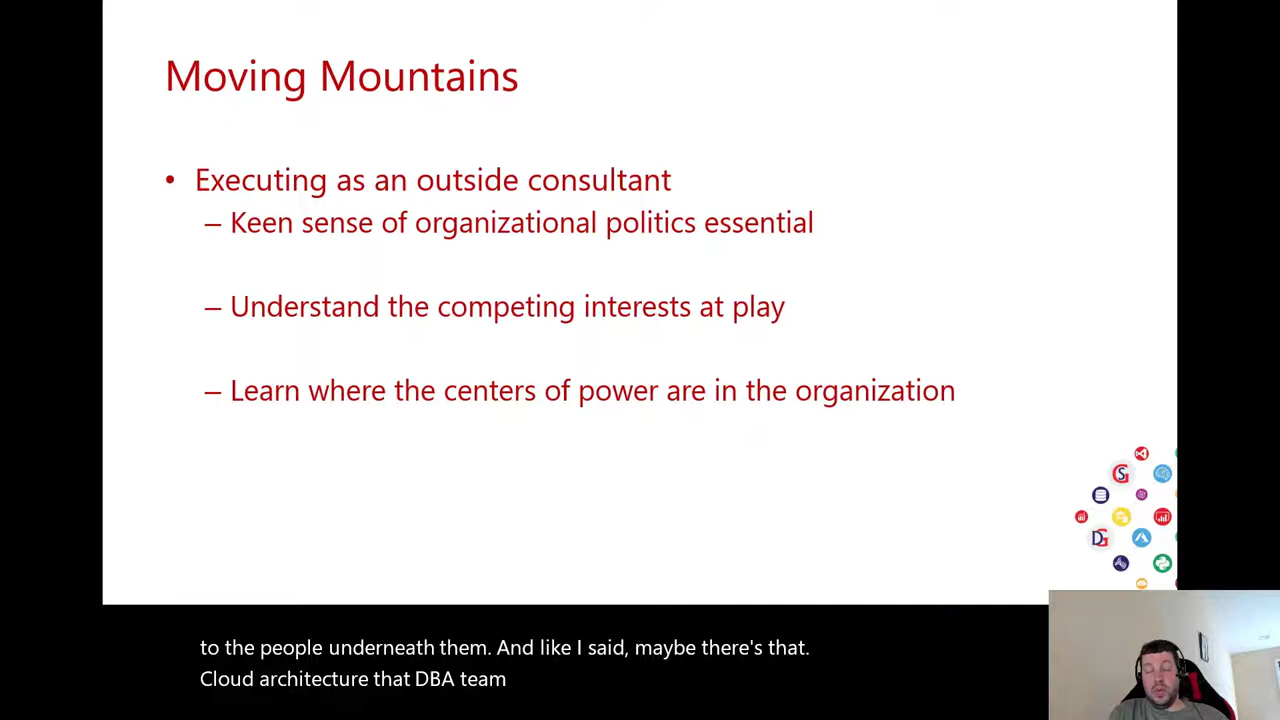 Moving Mountains
• Executing as an outside consultant
– Keen sense of organizational politics essential
– Understand the competing interests at play
– Learn where the centers of power are in the organization
GS
DG
to the people underneath them. And like I said, maybe there's that.
Cloud architecture that DBA team